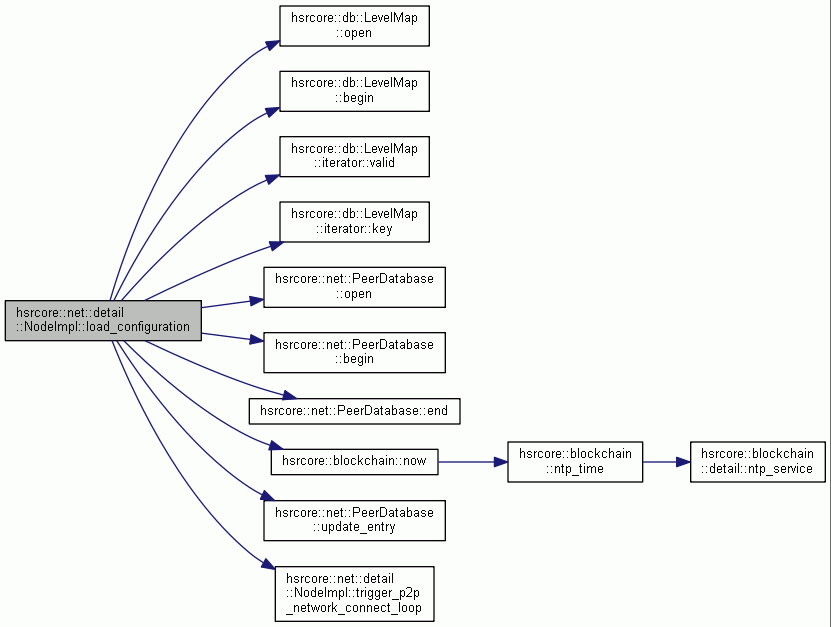 hsrcore::db::LevelMap
::open
hsrcore::db::LevelMap
::begin
hsrcore::db::LevelMap
::iterator::valid
hsrcore::db::LevelMap
::iterator::key
hsrcore::net::PeerDatabase
::open
hsrcore::net::detail
::NodeImpl::load_configuration
hsrcore::net::PeerDatabase
::begin
hsrcore::net::PeerDatabase::end
hsrcore::blockchain::now
hsrcore::blockchain
::ntp_time
hsrcore::blockchain
::detail::ntp_service
hsrcore::net::PeerDatabase
::update_entry
hsrcore::net::detail
::NodeImpl::trigger_p2p
_network_connect_loop